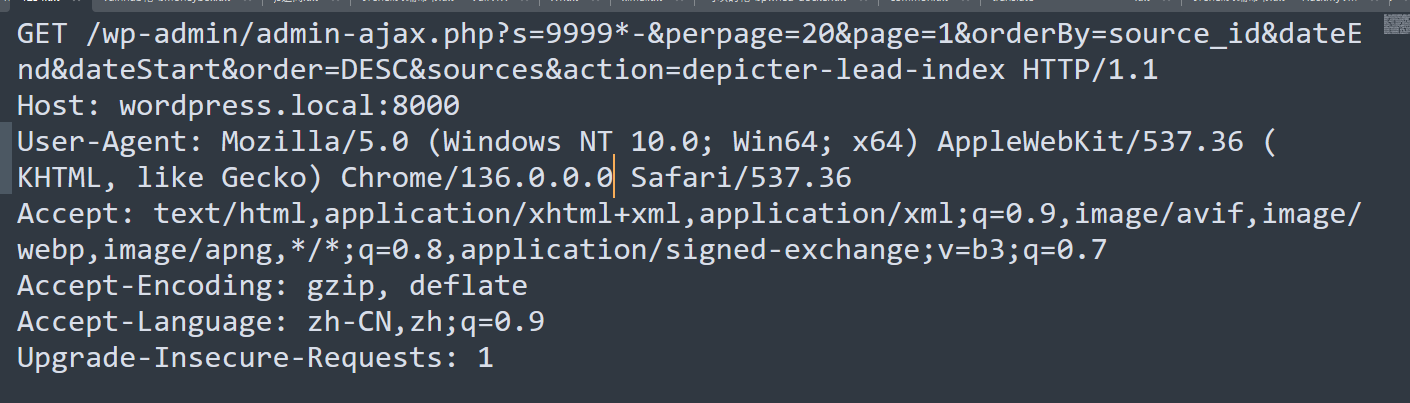 GET /wp-admin/admin-ajax.php?s=9999*-&perpage=20&page=1&orderBy=source_id&dateE
nd&dateStart&order=DESC&sources&action=depicter-lead-index HTTP/1.1
Host: wordpress.local:8000
User-Agent: Mozilla/5.0 (Windows NT 10.0; Win64; x64) AppleWebKit/537.36 (
KHTML, like Gecko) Chrome/136.0.0.0 Safari/537.36
Accept: text/html,application/xhtml+xml,application/xml;q=0.9,image/avif,image/
webp,image/apng,*/*;q=0.8,application/signed-exchange;v=b3;q=0.7
Accept-Encoding: gzip, deflate
Accept-Language: zh-CN,zh;q=0.9
Upgrade-Insecure-Requests: 1